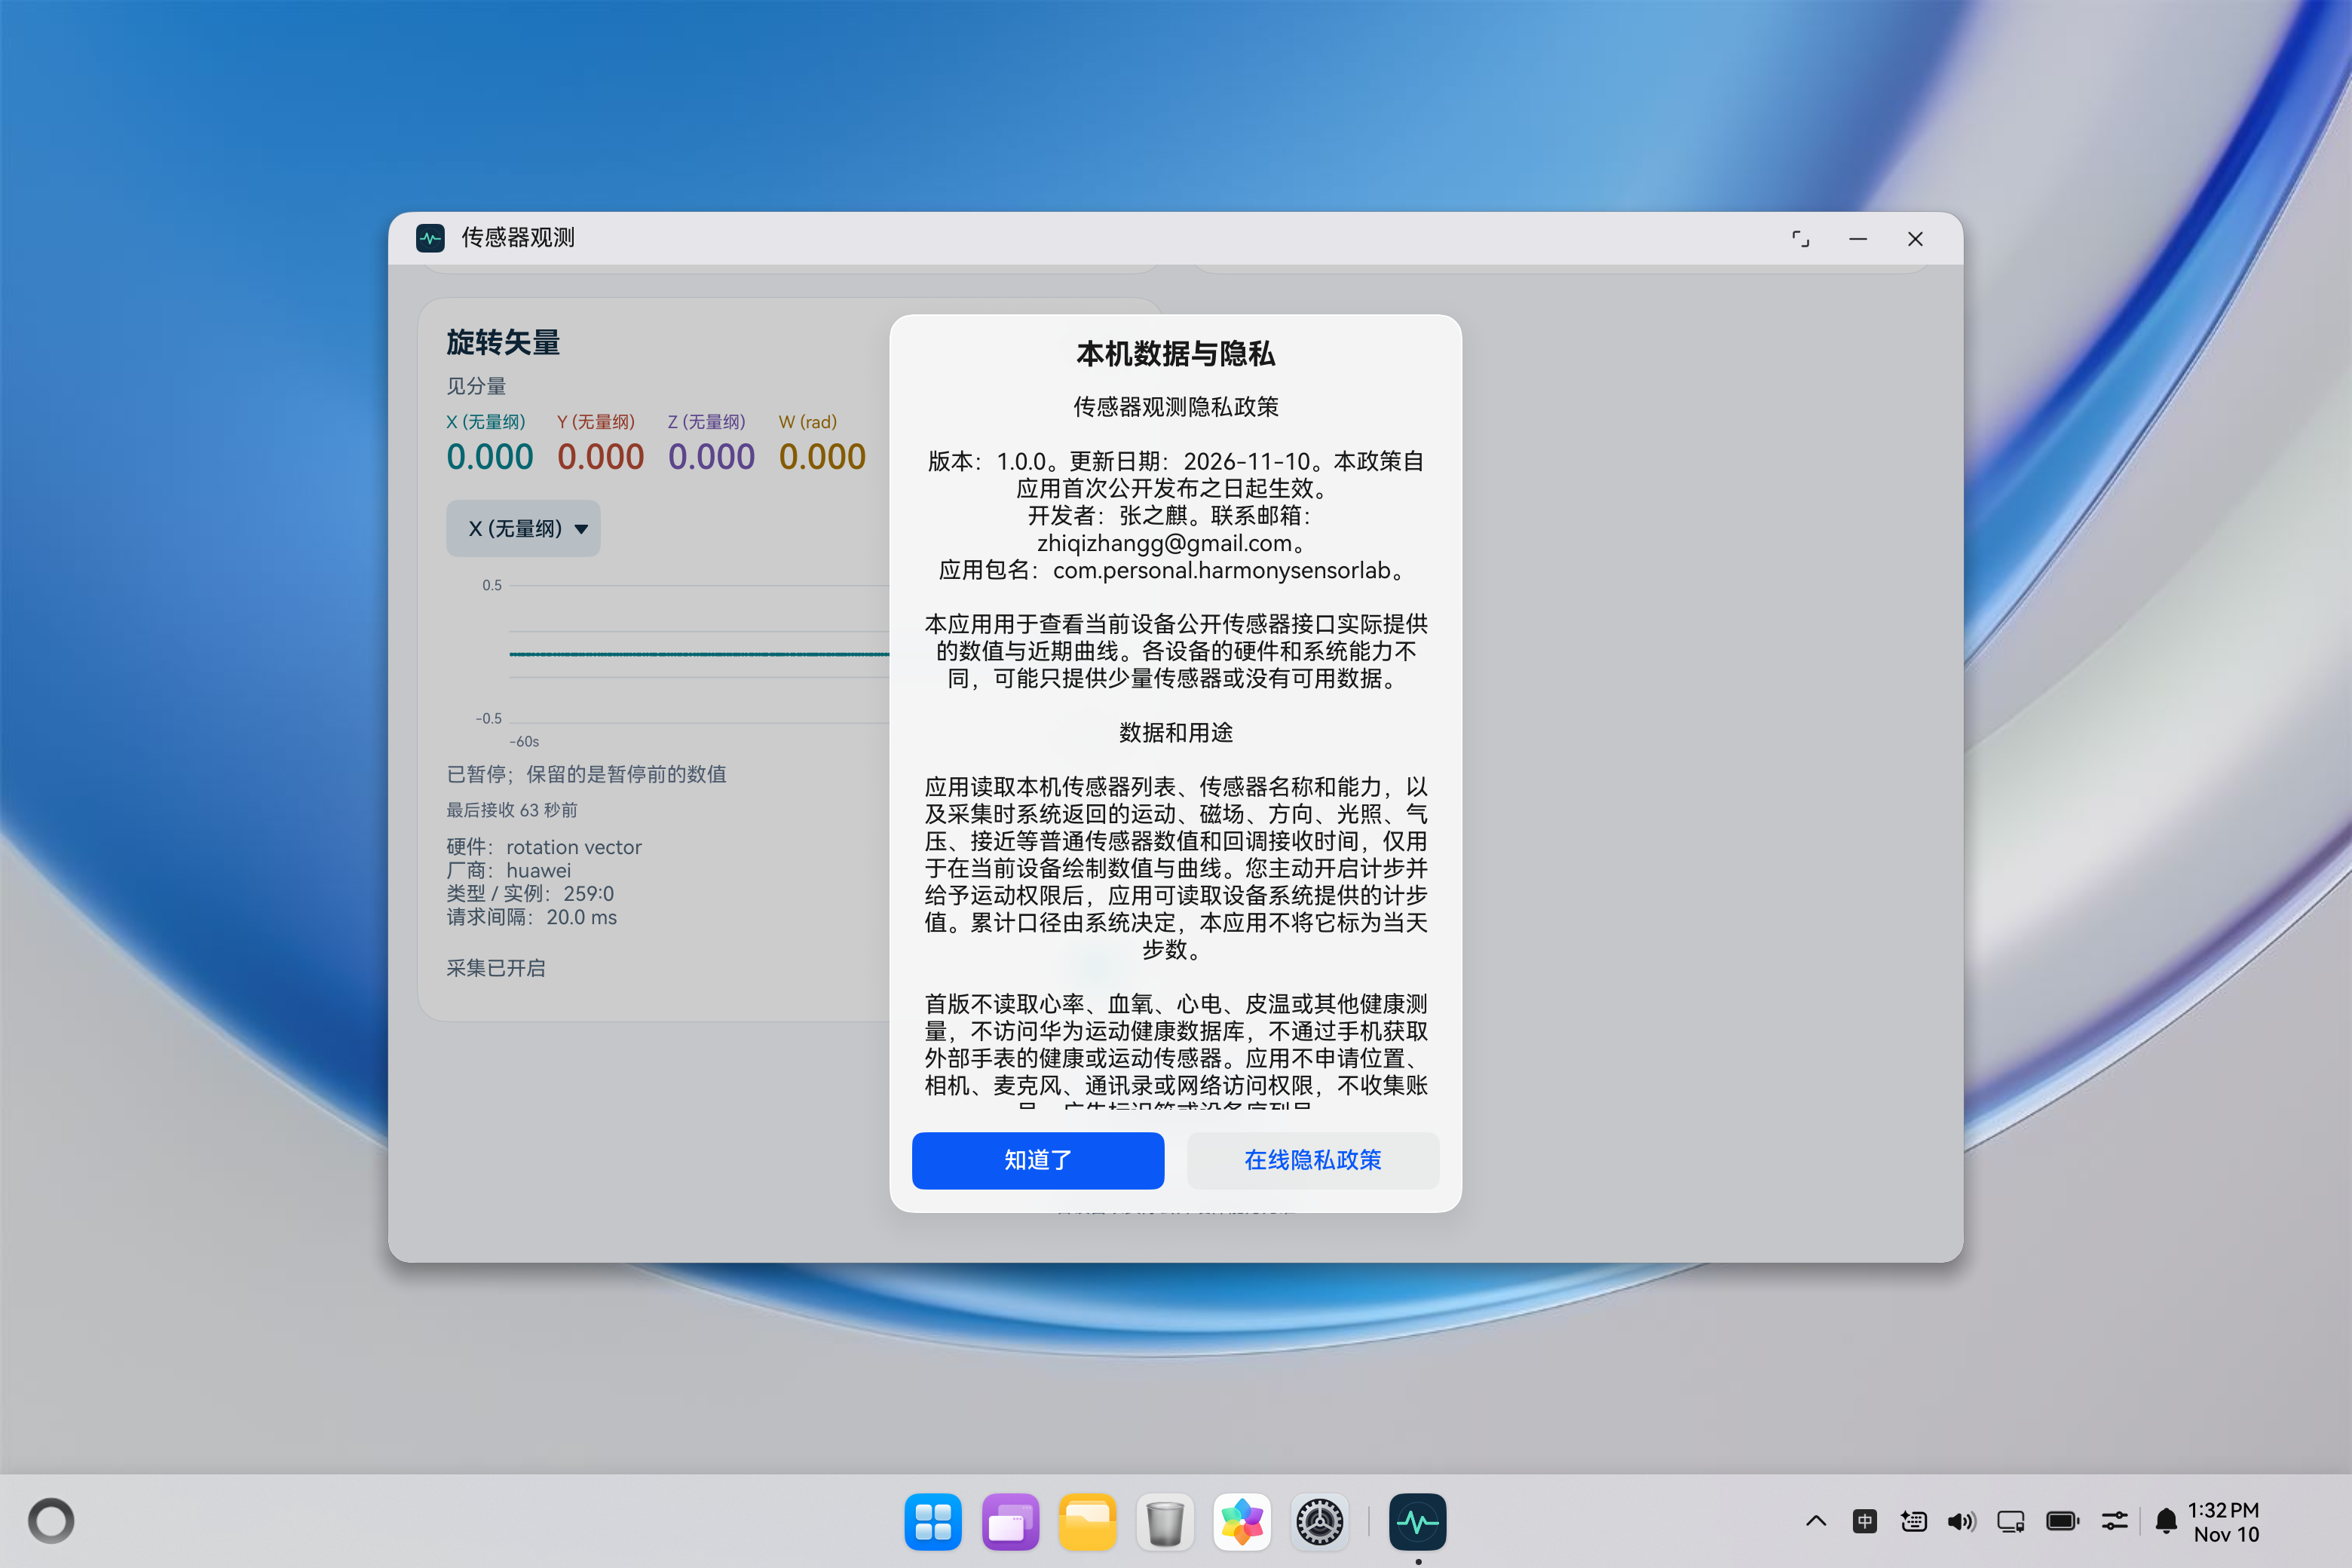 传感器观测
旋转矢量
见分量
X (无量纲) Y (无量纲) Z (无量纲) W (rad)
0.000 0.000 0.000 0.000
X (无量纲)
0.5
-0.5
-60s
已暂停；保留的是暂停前的数值
最后接收 63 秒前
硬件：rotation vector
厂商：huawei
类型 / 实例：259:0
请求间隔：20.0 ms
采集已开启
本机数据与隐私
传感器观测隐私政策
版本：1.0.0。更新日期：2026-11-10。本政策自
应用首次公开发布之日起生效。
开发者：张之麒。联系邮箱：
zhiqizhangg@gmail.com。
应用包名：com.personal.harmonysensorlab。
本应用用于查看当前设备公开传感器接口实际提供
的数值与近期曲线。各设备的硬件和系统能力不
同，可能只提供少量传感器或没有可用数据。
数据和用途
应用读取本机传感器列表、传感器名称和能力，以
及采集时系统返回的运动、磁场、方向、光照、气
压、接近等普通传感器数值和回调接收时间，仅用
于在当前设备绘制数值与曲线。您主动开启计步并
给予运动权限后，应用可读取设备系统提供的计步
值。累计口径由系统决定，本应用不将它标为当天
步数。
首版不读取心率、血氧、心电、皮温或其他健康测
量，不访问华为运动健康数据库，不通过手机获取
外部手表的健康或运动传感器。应用不申请位置、
相机、麦克风、通讯录或网络访问权限，不收集账
知道了
在线隐私政策
中
1:32 PM
Nov 10